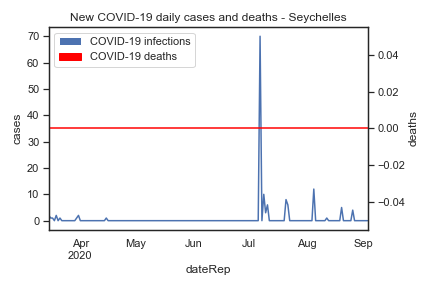 New COVID-19 daily cases and deaths - Seychelles
COVID-19 infections
COVID-19 deaths
70
60
50
40
30
20
10
0
cases
0.04
0.02
0.00
−0.02
−0.04
deaths
Apr
2020
May
Jun
Jul
Aug
Sep
dateRep